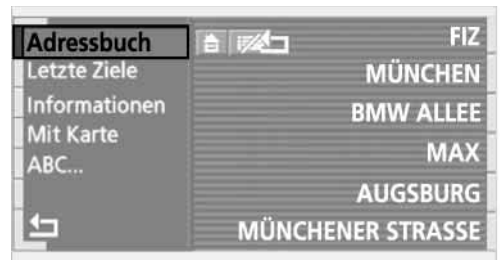 Adressbuch
Letzte Ziele
Informationen
Mit Karte
ABC...
FIZ
MÜNCHEN
BMW ALLEE
MAX
AUGSBURG
MÜNCHENER STRASSE